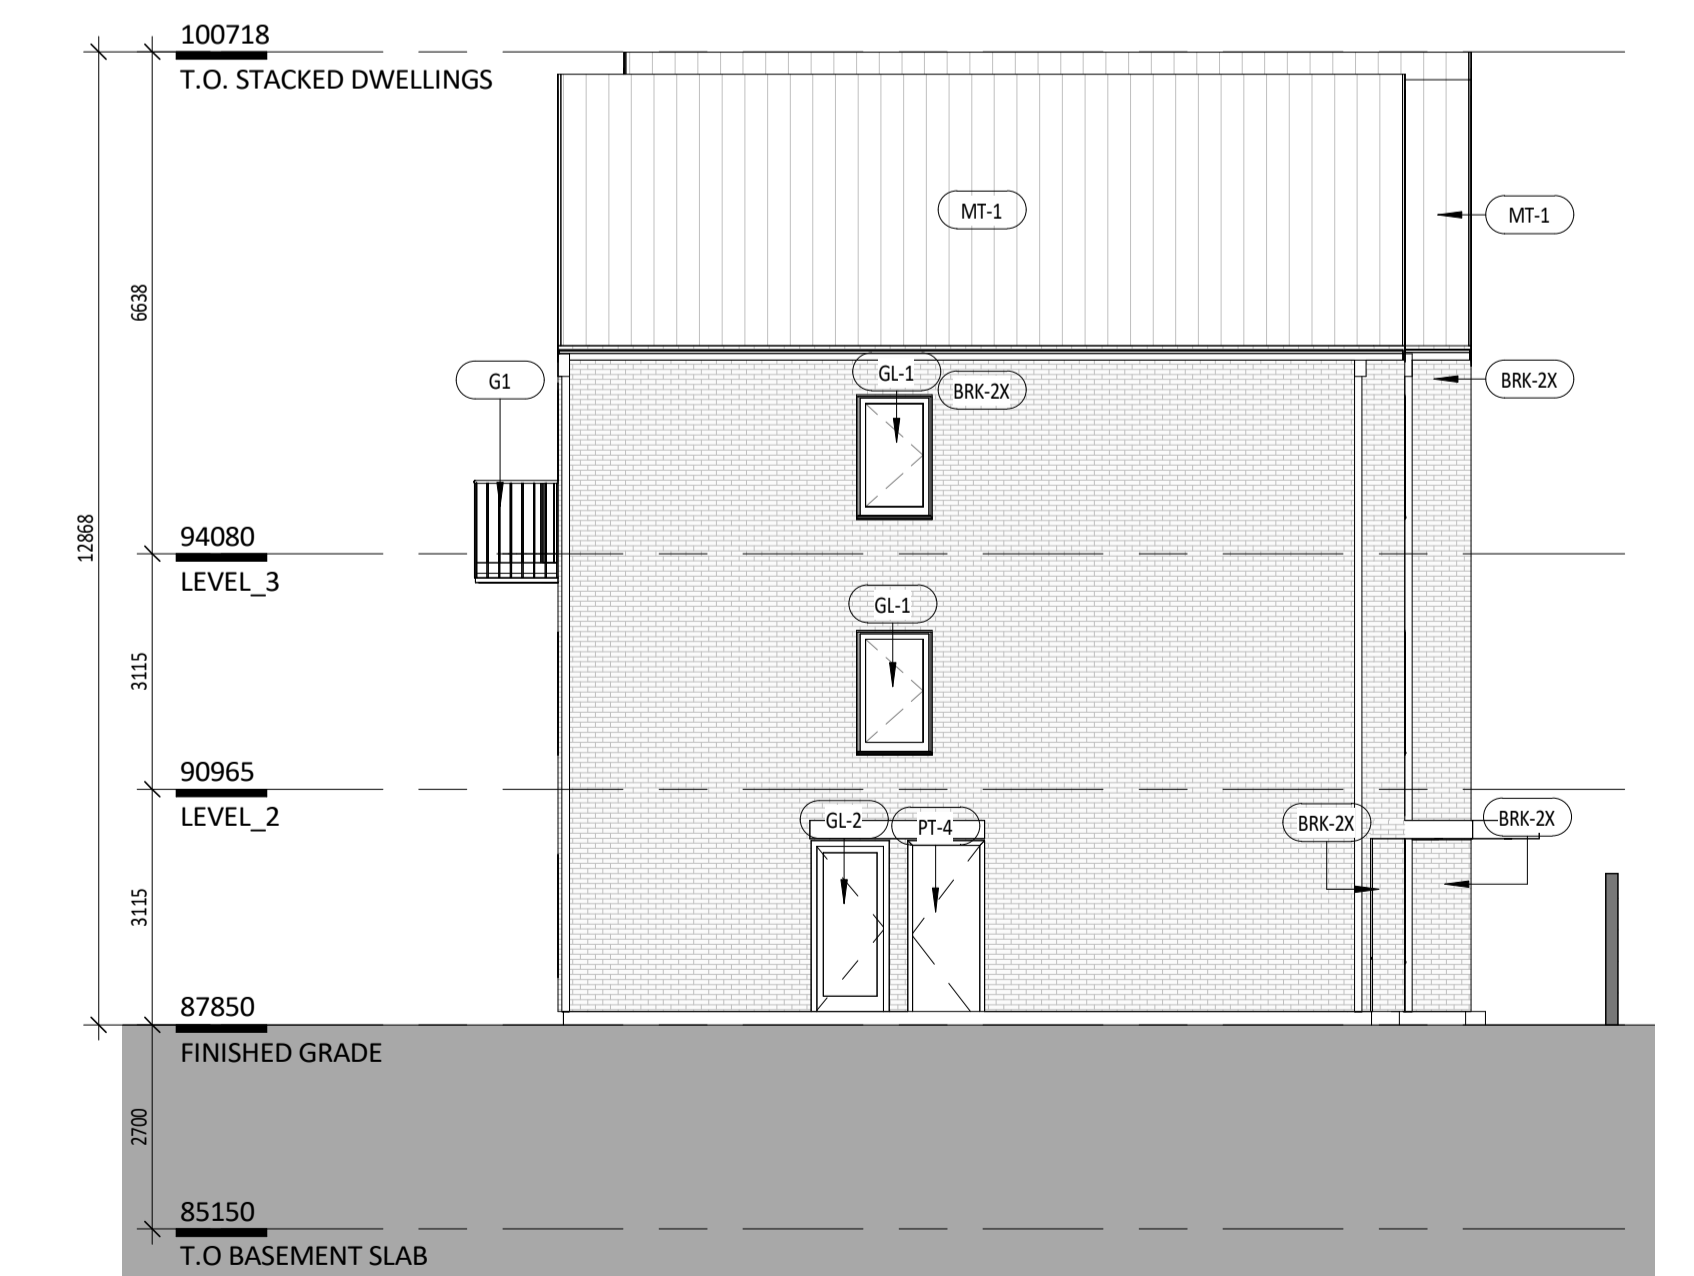 100718
T.O. STACKED DWELLINGS
MT-1
MT-1
6638
G1
GL-1
BRK-2X
BRK-2X
12868
94080
LEVEL_3
GL-1
3115
90965
LEVEL_2
GL-2
PT-4
BRK-2X
BRK-2X
3115
87850
FINISHED GRADE
2700
85150
T.O BASEMENT SLAB